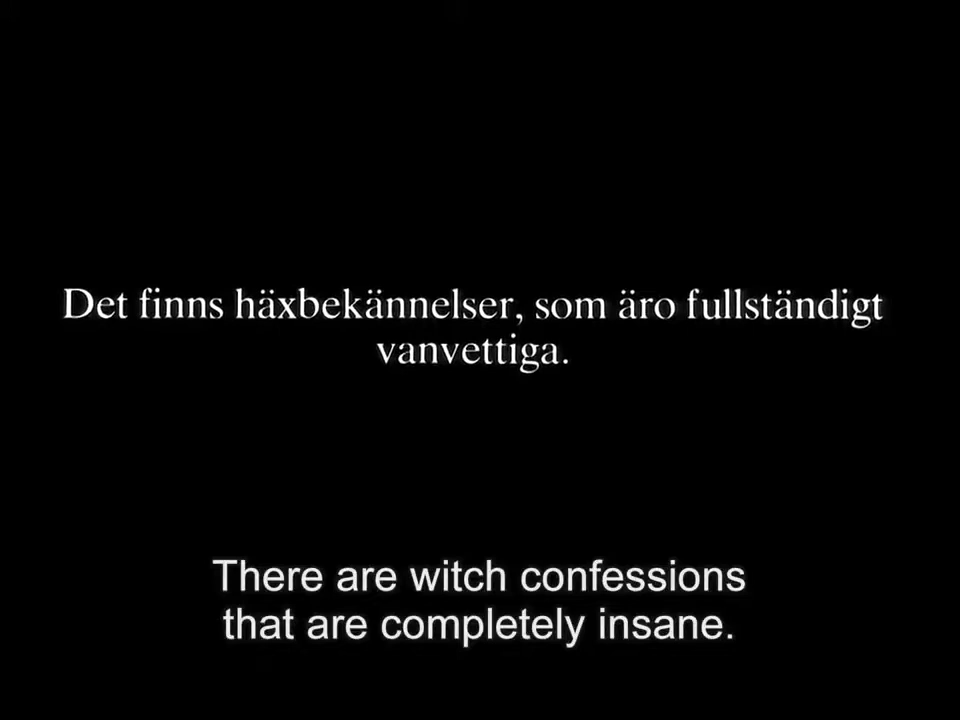 Det finns häxbekännelser, som äro fullständigt
vanvettiga.
There are witch confessions
that are completely insane.